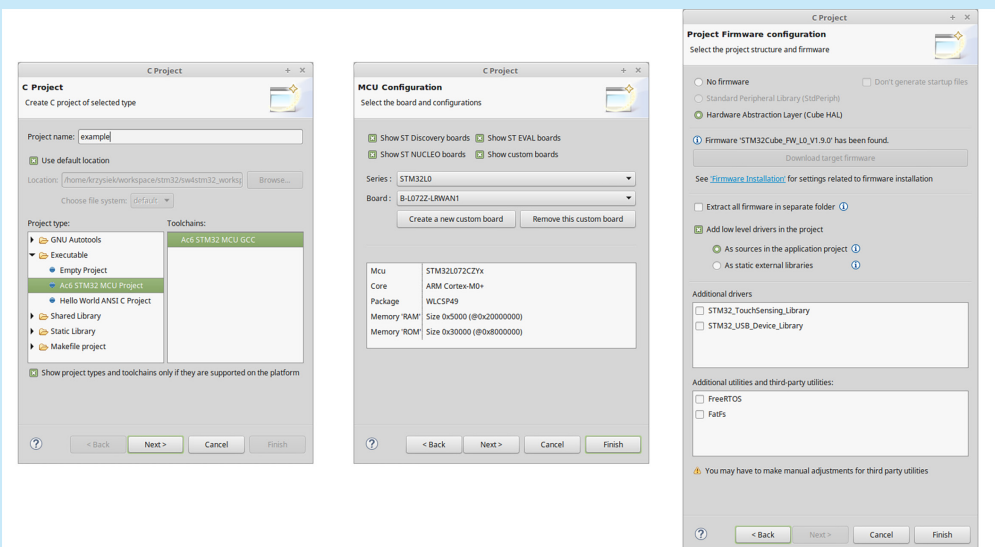 C Project
C Project
Create C project of selected type
Project name: example
Use default location
Location: /home/krzysiek/workspace/stm32/sw4stm32_works Browse...
Choose file system: default
Project type: Toolchains:
GNU Autotools Ac6 STM32 MCU GCC
Executable
Empty Project
Ac6 STM32 MCU Project
Hello World ANSI C Project
Shared Library
Static Library
Makefile project
Show project types and toolchains only if they are supported on the platform
? < Back Next > Cancel Finish
C Project
MCU Configuration
Select the board and configurations
Show ST Discovery boards Show ST EVAL boards
Show ST NUCLEO boards Show custom boards
Series : STM32L0
Board : B-L072Z-LRWAN1
Create a new custom board Remove this custom board
Mcu STM32L072CZYx
Core ARM Cortex-M0+
Package WLCSP49
Memory 'RAM' Size 0x5000 (@0x20000000)
Memory 'ROM' Size 0x30000 (@0x8000000)
? < Back Next > Cancel Finish
C Project
Project Firmware configuration
Select the project structure and firmware
No firmware Don't generate startup files
Standard Peripheral Library (StdPeriph)
Hardware Abstraction Layer (Cube HAL)
Firmware 'STM32Cube_FW_L0_V1.9.0' has been found.
Download target firmware
See 'Firmware Installation' for settings related to firmware installation
Extract all firmware in separate folder
Add low level drivers in the project
As sources in the application project
As static external libraries
Additional drivers
STM32_TouchSensing_Library
STM32_USB_Device_Library
Additional utilities and third-party utilities:
FreeRTOS
FatFs
You may have to make manual adjustments for third party utilities
? < Back Next > Cancel Finish